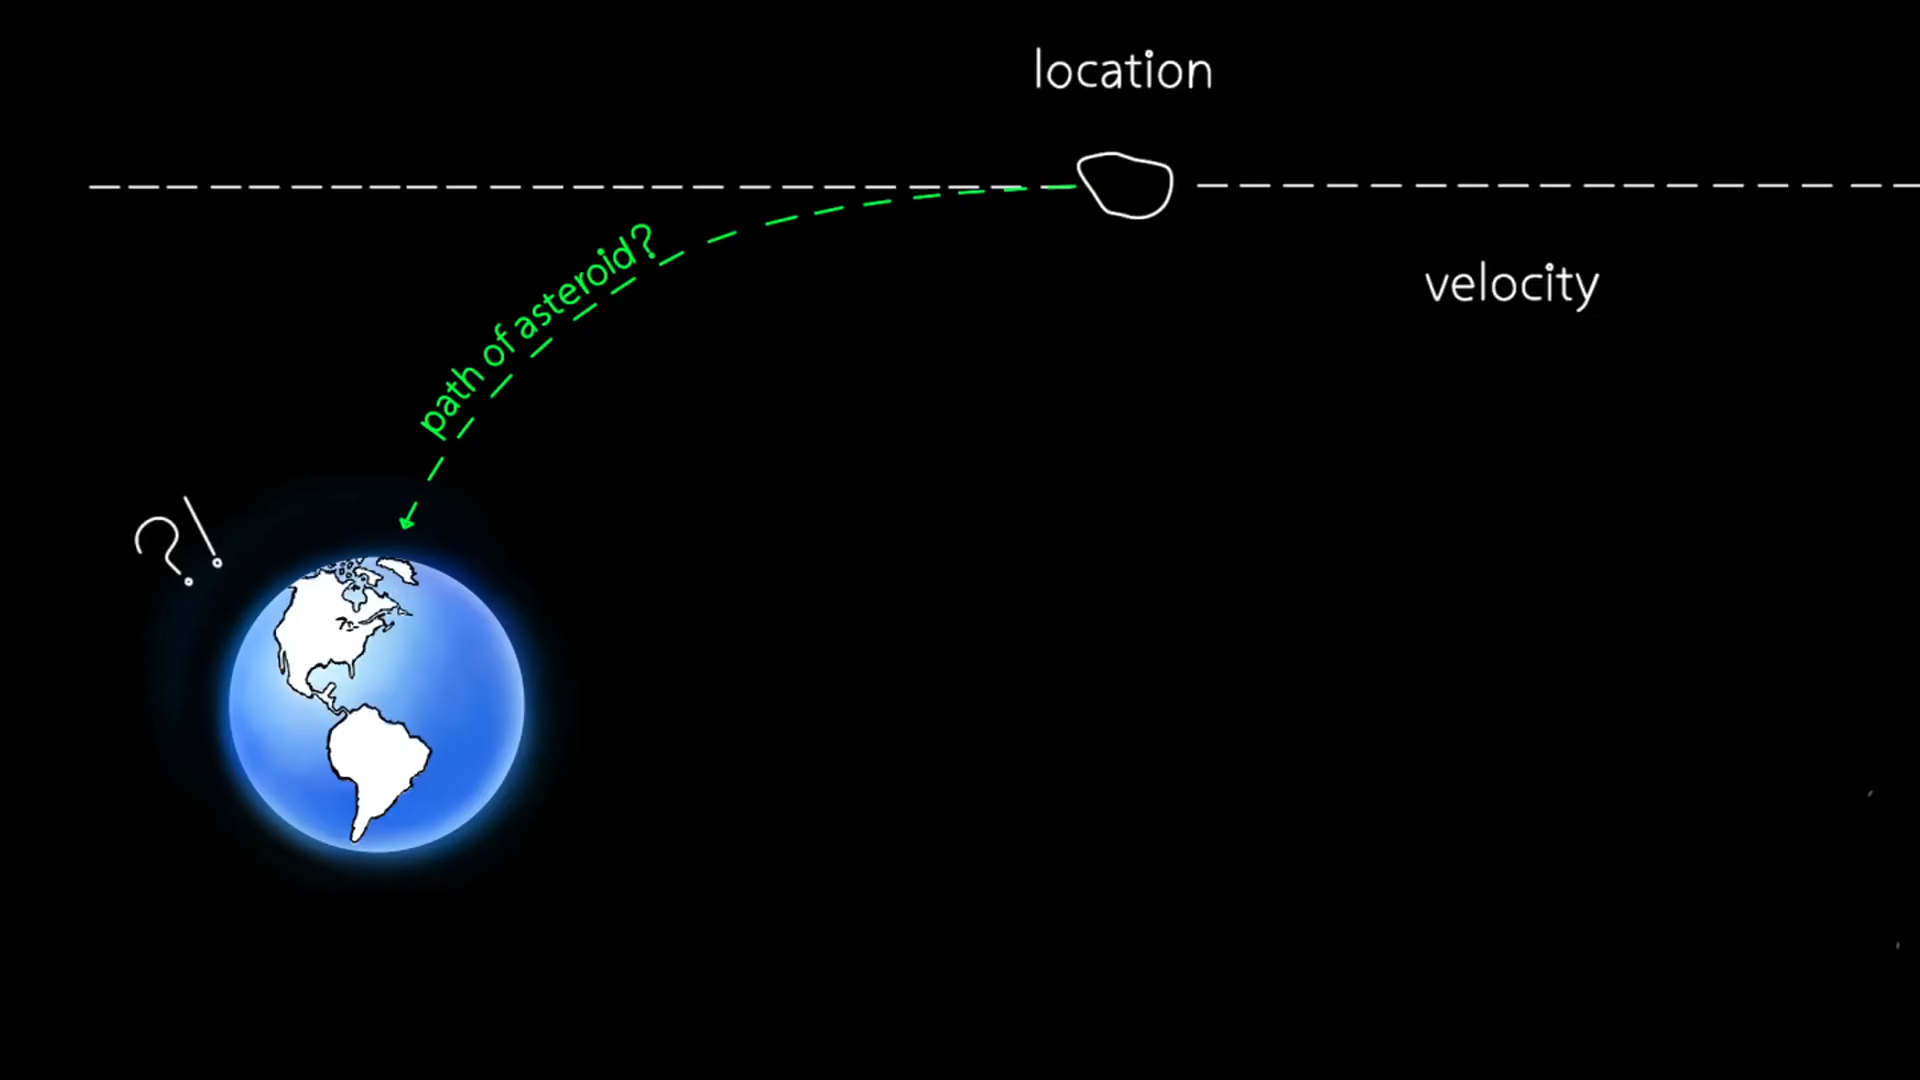 location
velocity
path of asteroid?
?!